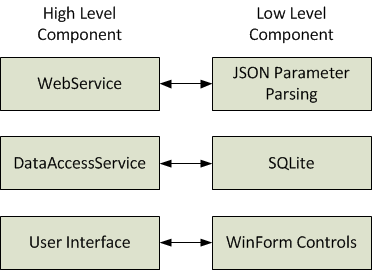 High Level
Component
Low Level
Component
WebService
JSON Parameter
Parsing
DataAccessService
SQLite
User Interface
WinForm Controls